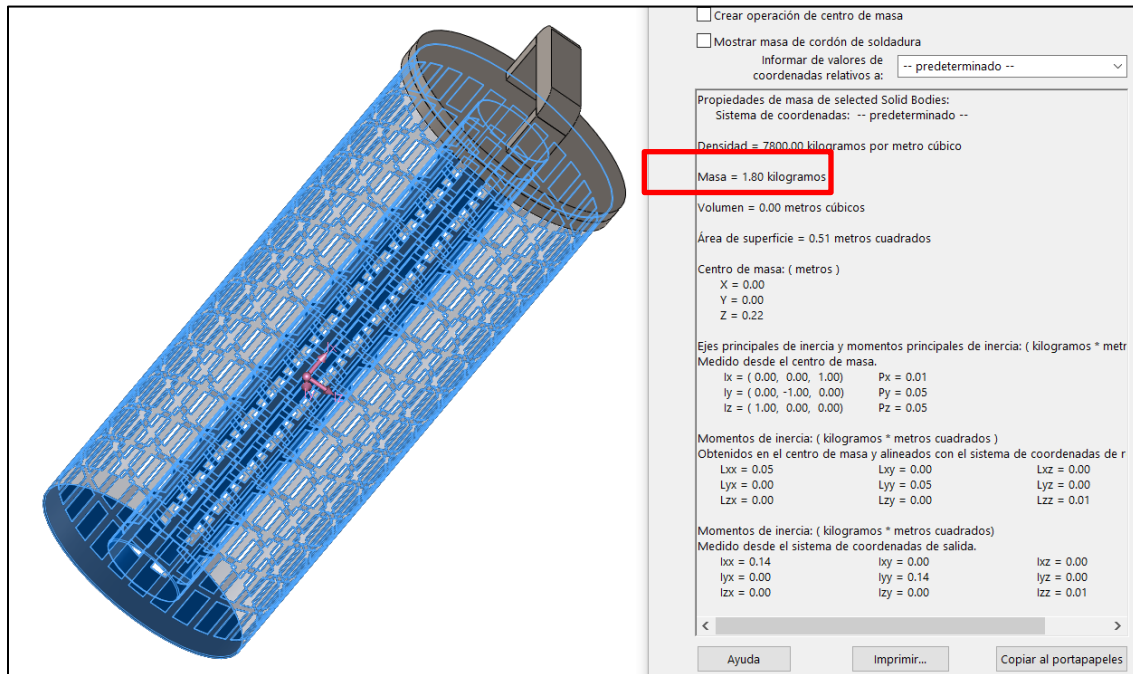 Crear operación de centro de masa
Mostrar masa de cordón de soldadura
Informar de valores de
coordenadas relativos a:
-- predeterminado --
Propiedades de masa de selected Solid Bodies:
Sistema de coordenadas: -- predeterminado --
Densidad = 7800.00 kilogramos por metro cúbico
Masa = 1.80 kilogramos
Volumen = 0.00 metros cúbicos
Área de superficie = 0.51 metros cuadrados
Centro de masa: ( metros )
X = 0.00
Y = 0.00
Z = 0.22
Ejes principales de inercia y momentos principales de inercia: ( kilogramos * metr
Medido desde el centro de masa.
Ix = ( 0.00, 0.00, 1.00) Px = 0.01
Iy = ( 0.00, -1.00, 0.00) Py = 0.05
Iz = ( 1.00, 0.00, 0.00) Pz = 0.05
Momentos de inercia: ( kilogramos * metros cuadrados )
Obtenidos en el centro de masa y alineados con el sistema de coordenadas de r
Lxx = 0.05 Lxy = 0.00 Lxz = 0.00
Lyx = 0.00 Lyy = 0.05 Lyz = 0.00
Lzx = 0.00 Lzy = 0.00 Lzz = 0.01
Momentos de inercia: ( kilogramos * metros cuadrados)
Medido desde el sistema de coordenadas de salida.
Ixx = 0.14 Ixy = 0.00 Ixz = 0.00
Iyx = 0.00 Iyy = 0.14 Iyz = 0.00
Izx = 0.00 Izy = 0.00 Izz = 0.01
Ayuda Imprimir... Copiar al portapapeles